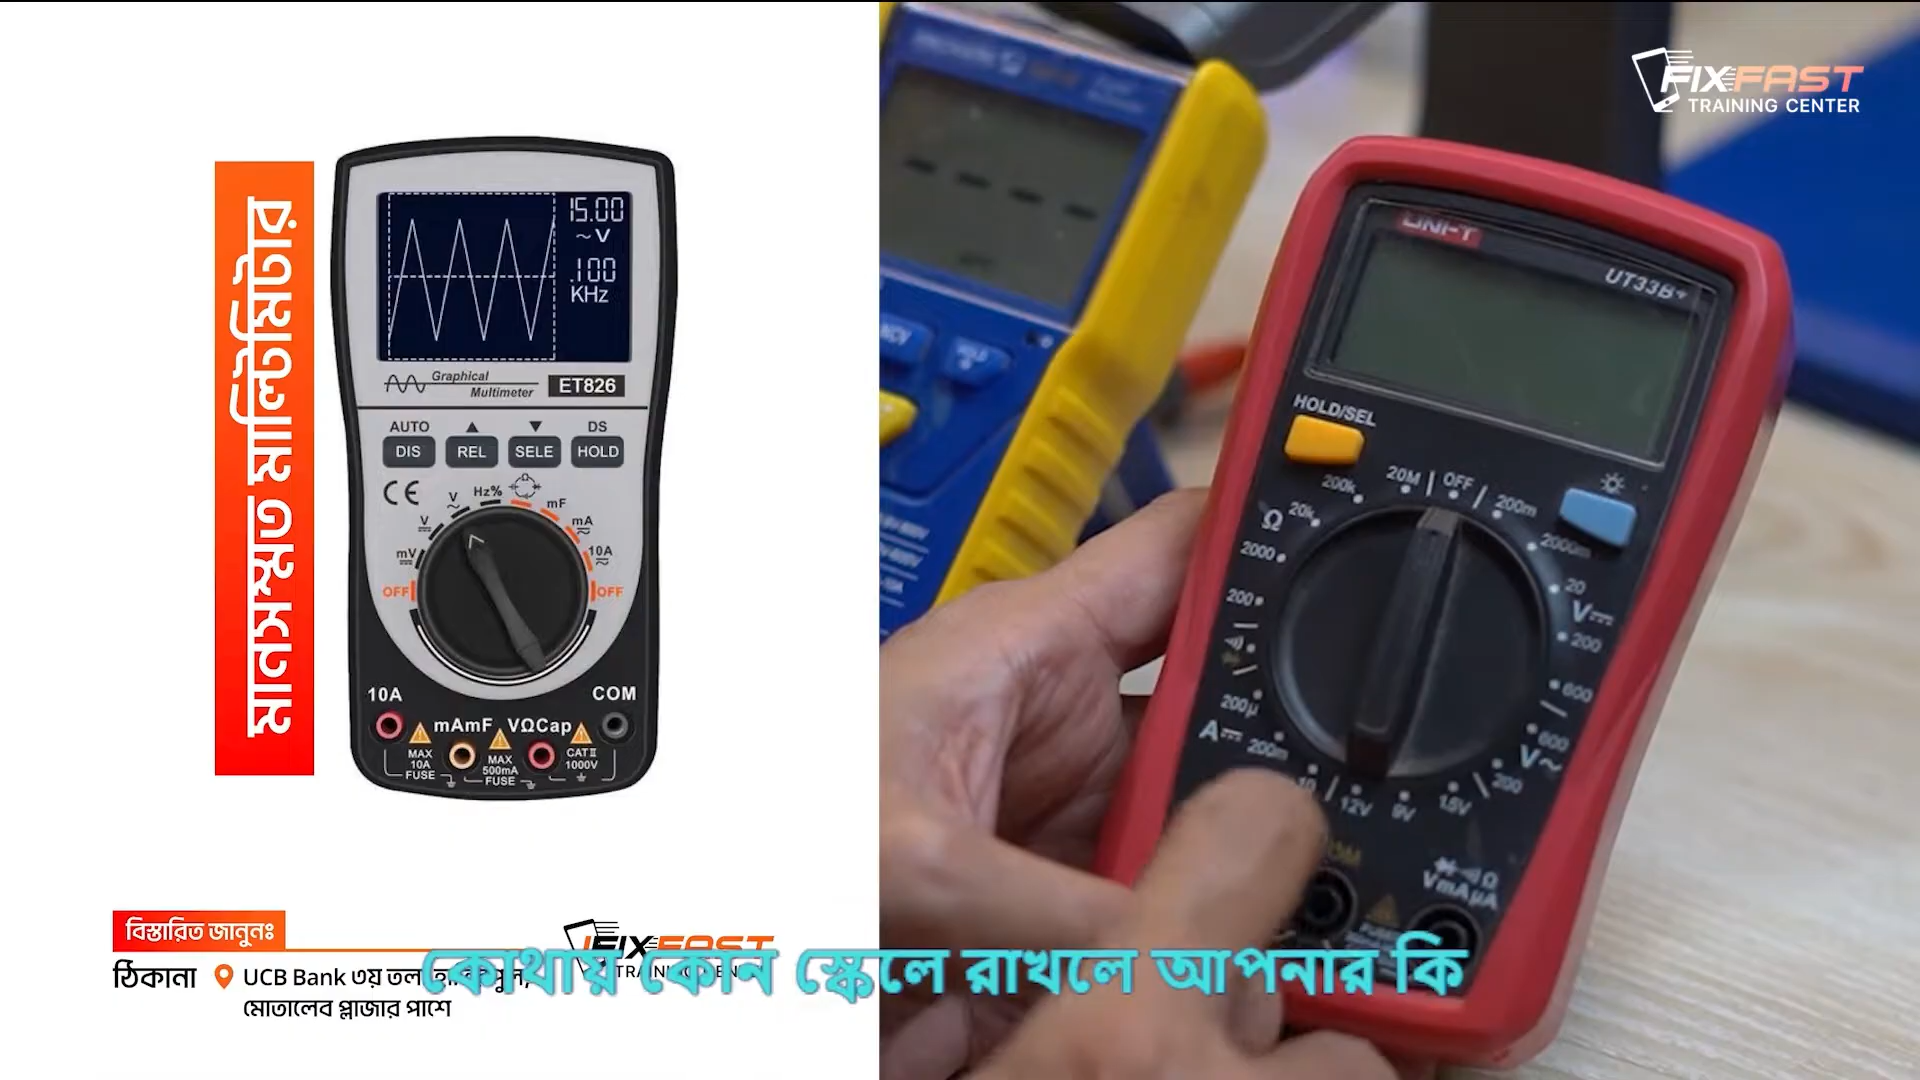 মানসম্মত মাল্টিমিটার
15.00
~V
.100
KHz
Graphical
Multimeter
ET826
AUTO
DS
DIS
REL
SELE
HOLD
CE
mV
V
V
Hz%
mF
mA
10A
OFF
OFF
10A
COM
mAmF
VΩCap
MAX
10A
FUSE
MAX
500mA
FUSE
CAT II
1000V
বিস্তারিত জানুনঃ
ঠিকানা
UCB Bank ৩য় তলা
মোতালেব প্লাজার পাশে
FIXFAST
TRAINING CENTER
UNI-T
UT33B+
HOLD/SEL
HOLD
20M
OFF
200m
200k
20k
Ω
2000
200
2000m
20
V
200
600
600
V~
200
200µ
A
200m
10
12V
9V
1.5V
Ω
VmAµA
কোথায় কোন স্কেলে রাখলে আপনার কি